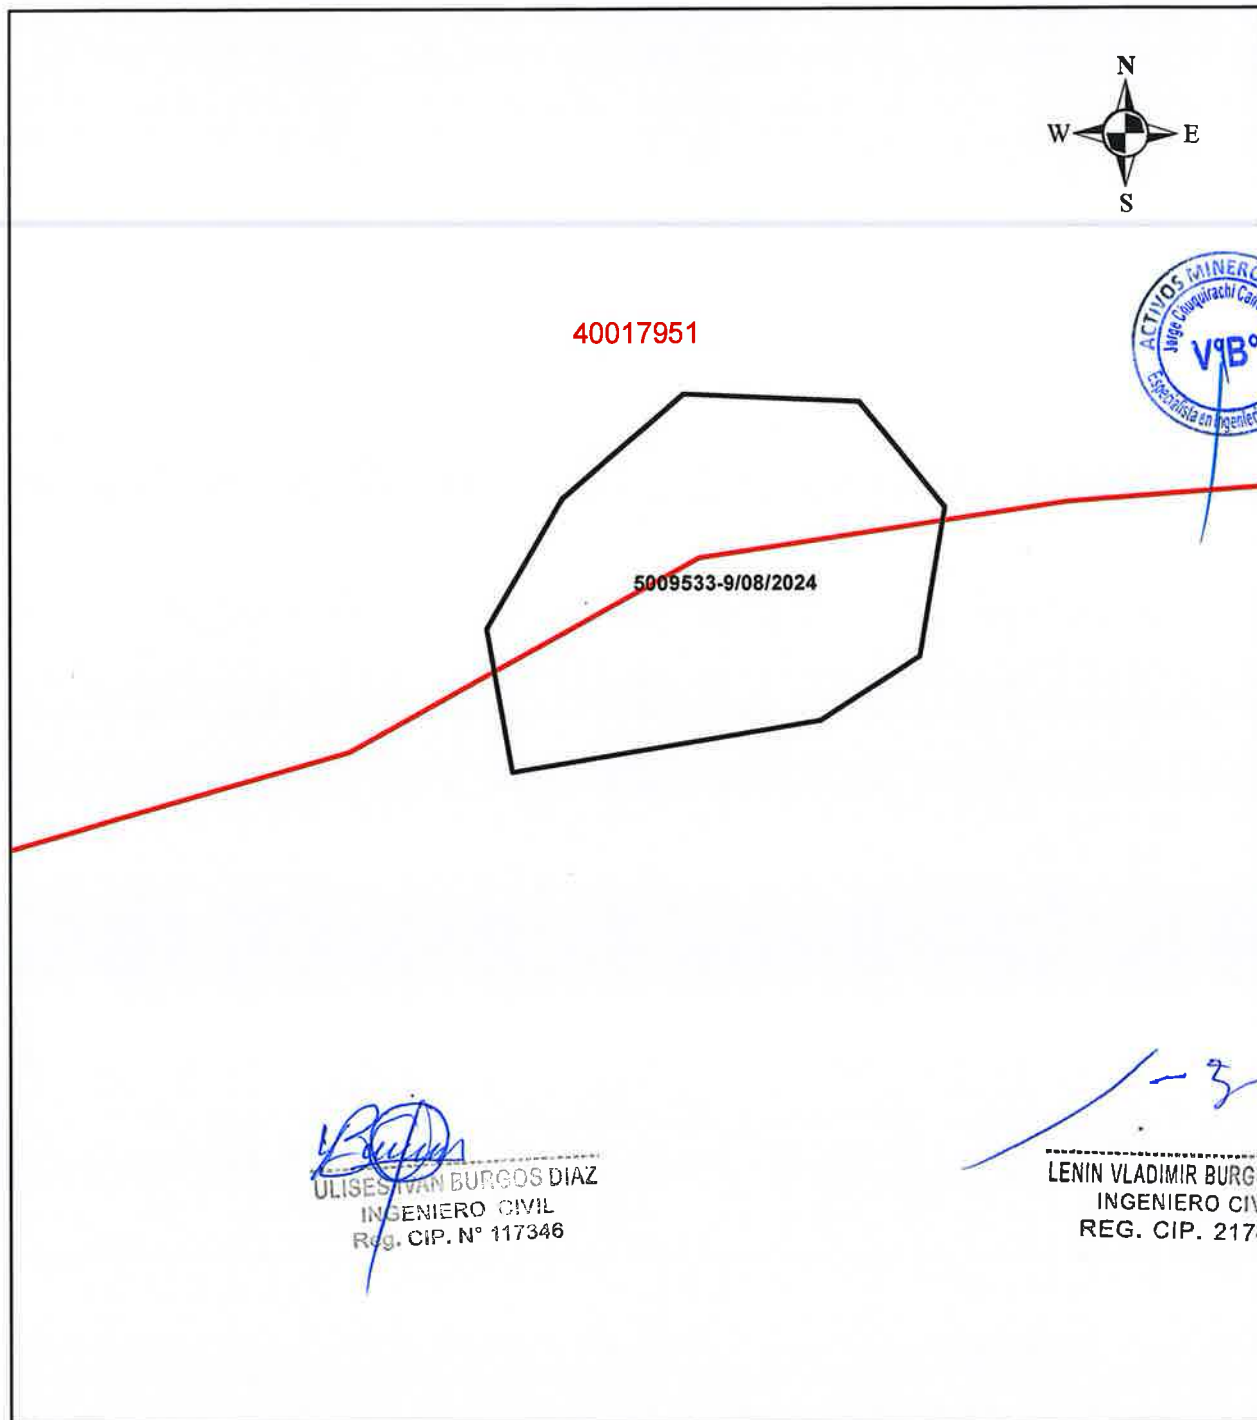 N
W E
S
ACTIVOS MINERO
Jorge Chuquirachi
V°B°
Especialista en
40017951
5009533-9/08/2024
ULISES IVAN BURGOS DIAZ
INGENIERO CIVIL
Reg. CIP. N° 117346
LENIN VLADIMIR BURG
INGENIERO CIV
REG. CIP. 217